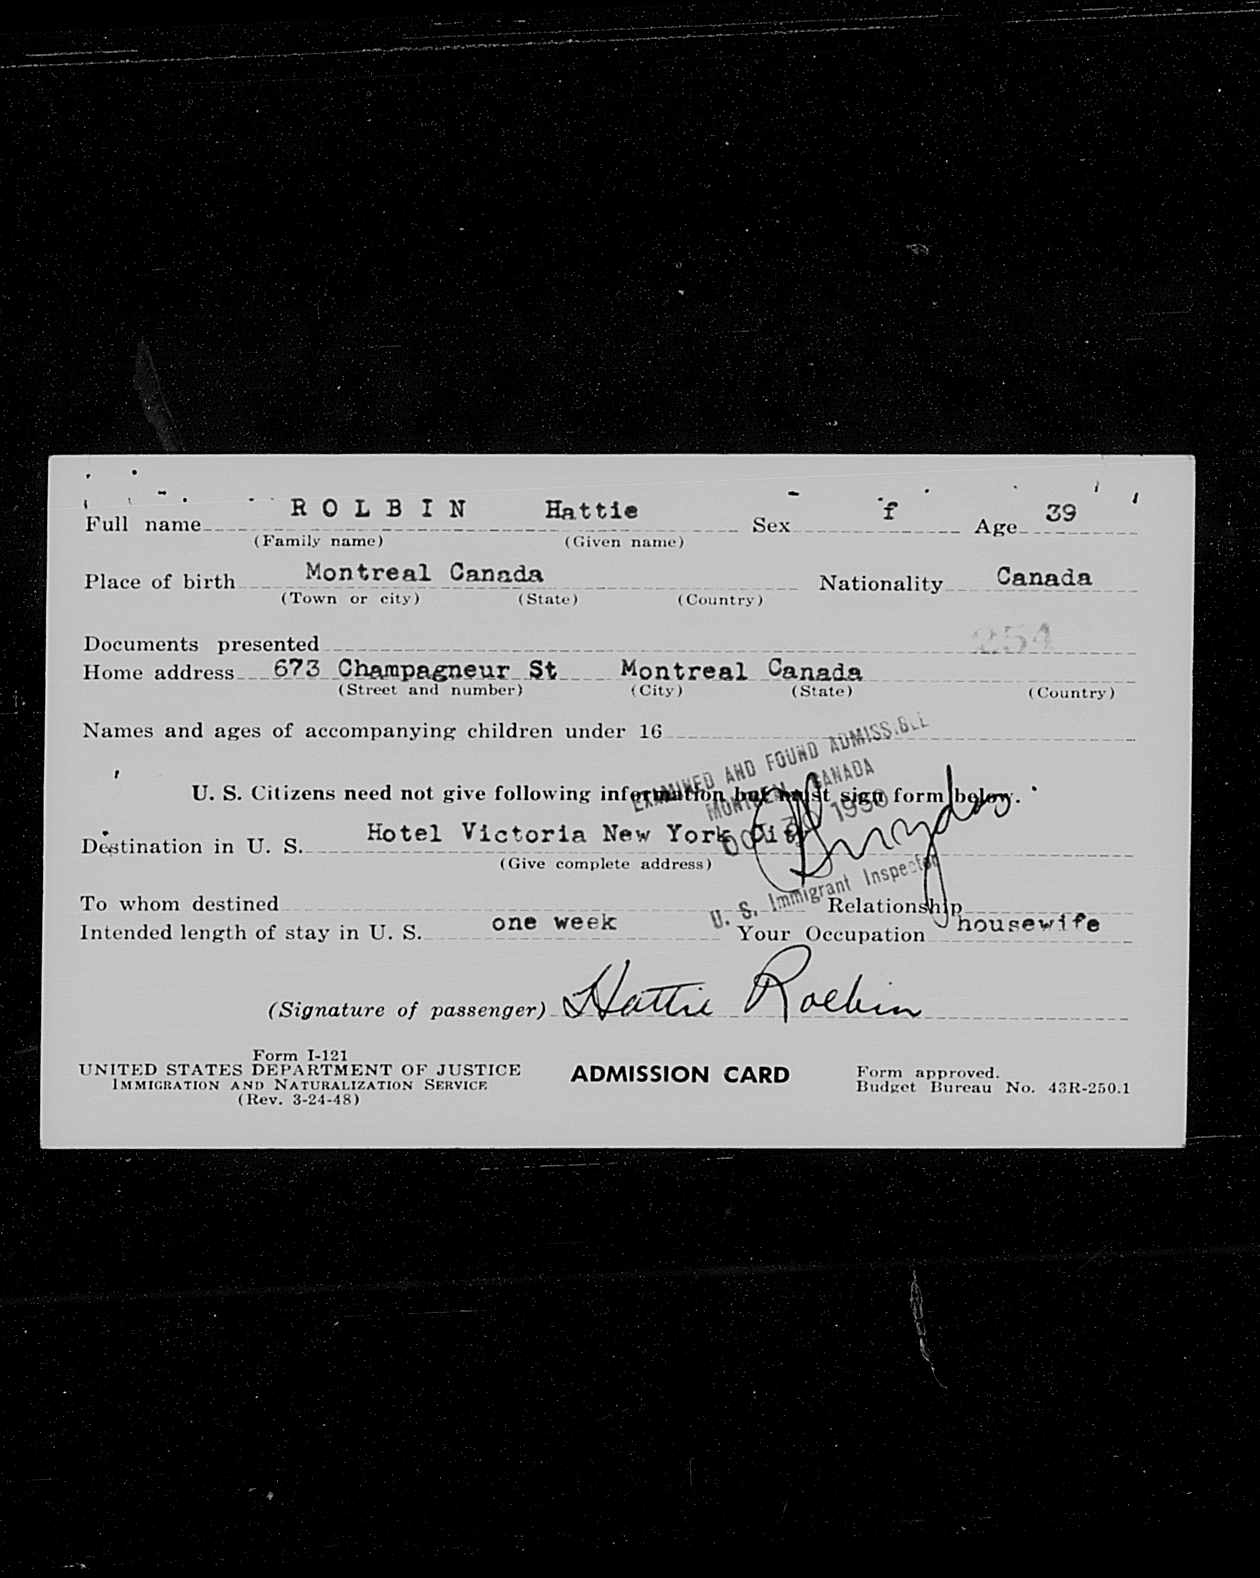 Full name ROLBIN Hattie Sex f Age 39
(Family name) (Given name)
Place of birth Montreal Canada Nationality Canada
(Town or city) (State) (Country)
254
Documents presented
Home address 673 Champagneur St Montreal Canada
(Street and number) (City) (State) (Country)
Names and ages of accompanying children under 16
EXAMINED AND FOUND ADMISSIBLE
MONTREAL CANADA
U. S. Citizens need not give following information but must sign form below.
OCT 1950
Destination in U. S. Hotel Victoria New York City
(Give complete address)
U. S. Immigrant Inspector
To whom destined Relationship
Intended length of stay in U. S. one week Your Occupation housewife
(Signature of passenger) Hattie Rolbin
Form I-121
UNITED STATES DEPARTMENT OF JUSTICE
IMMIGRATION AND NATURALIZATION SERVICE
(Rev. 3-24-48)
ADMISSION CARD
Form approved.
Budget Bureau No. 43R-250.1